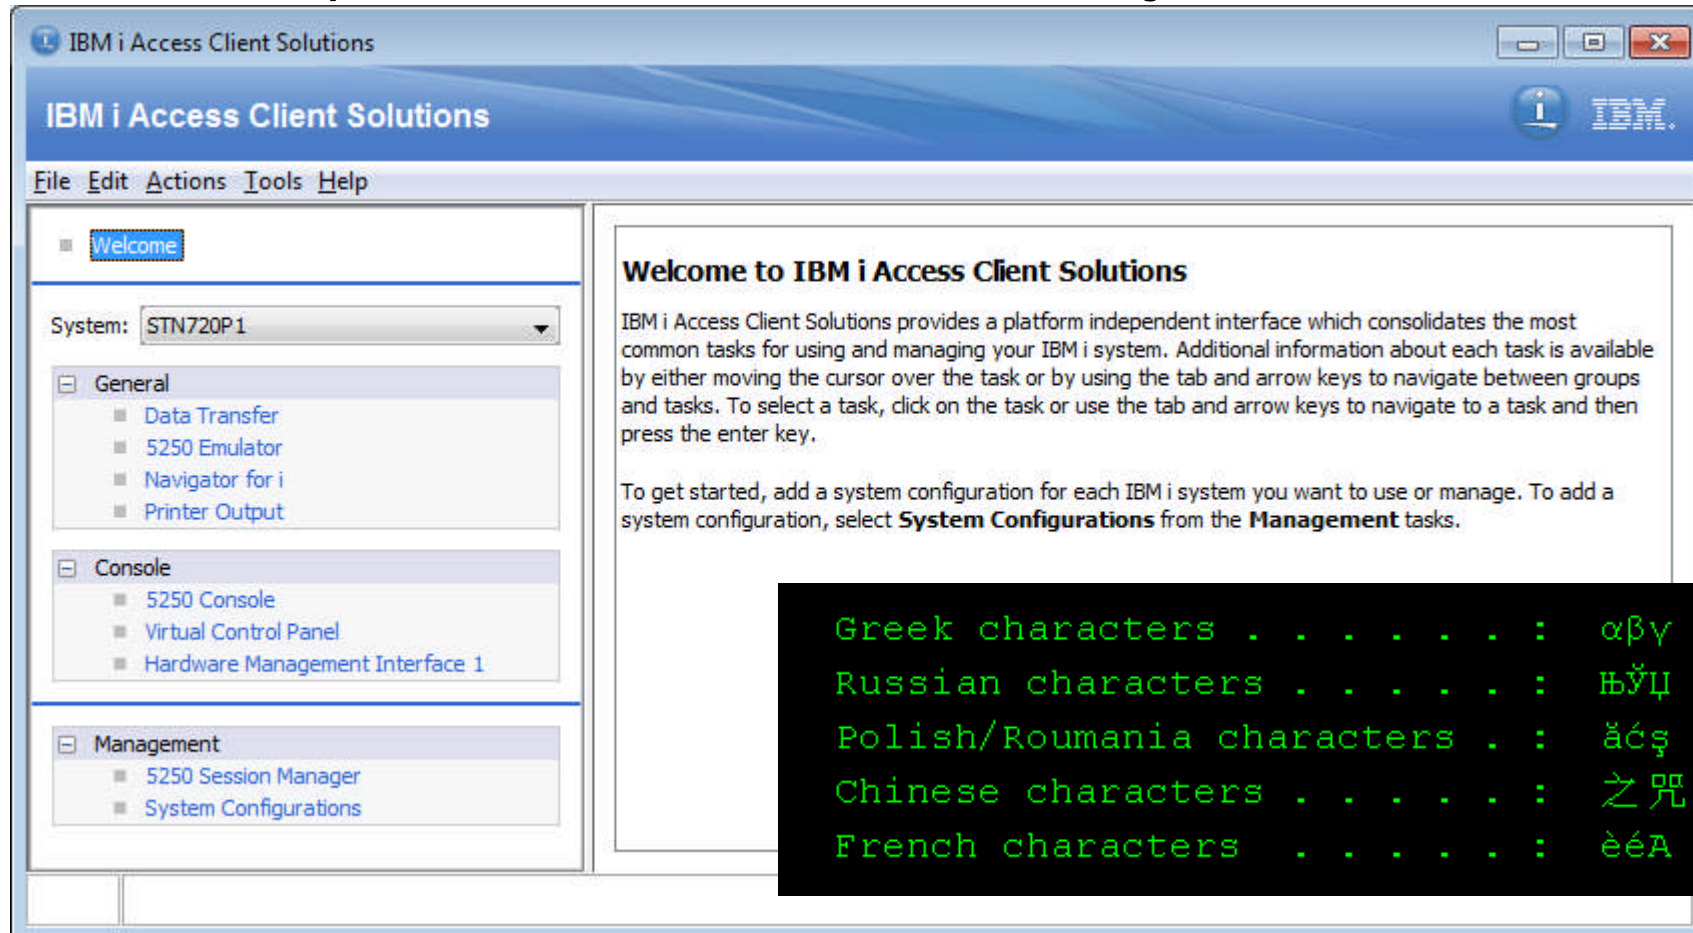 IBM i Access Client Solutions
IBM i Access Client Solutions
IBM.
File Edit Actions Tools Help
Welcome
System: STN720P1
General
Data Transfer
5250 Emulator
Navigator for i
Printer Output
Console
5250 Console
Virtual Control Panel
Hardware Management Interface 1
Management
5250 Session Manager
System Configurations
Welcome to IBM i Access Client Solutions
IBM i Access Client Solutions provides a platform independent interface which consolidates the most
common tasks for using and managing your IBM i system. Additional information about each task is available
by either moving the cursor over the task or by using the tab and arrow keys to navigate between groups
and tasks. To select a task, click on the task or use the tab and arrow keys to navigate to a task and then
press the enter key.
To get started, add a system configuration for each IBM i system you want to use or manage. To add a
system configuration, select System Configurations from the Management tasks.
Greek characters . . . . . . : αβγ
Russian characters . . . . . : ЊЎЏ
Polish/Roumania characters . : ăćş
Chinese characters . . . . . : 之咒
French characters . . . . . : èéA